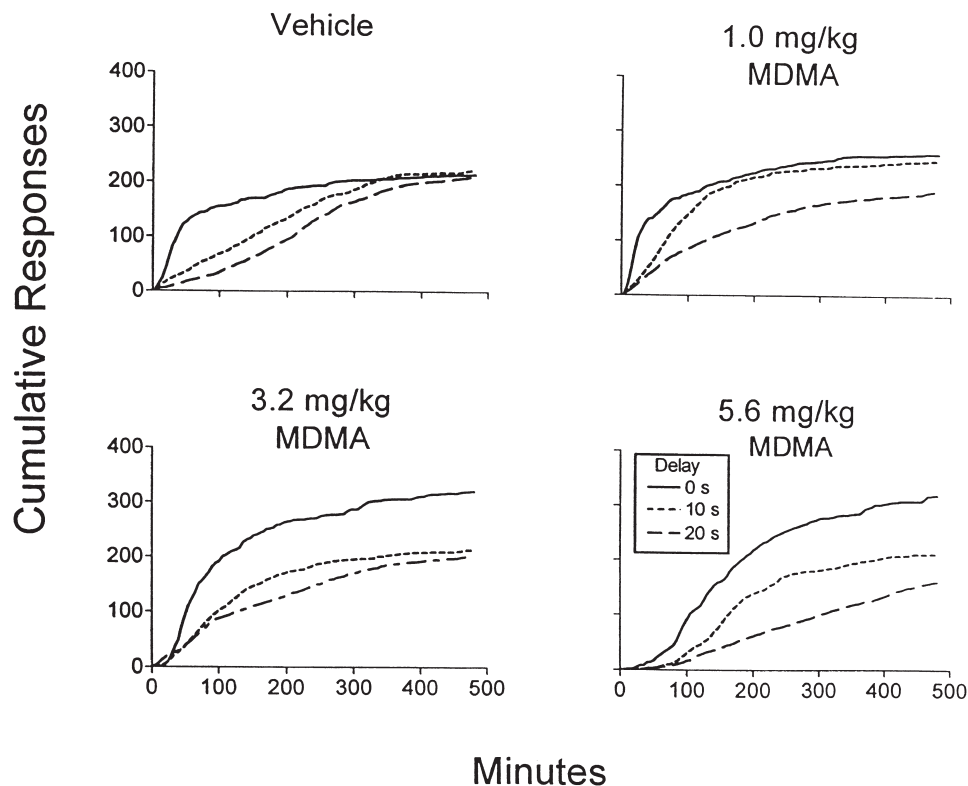 Vehicle
1.0 mg/kg
MDMA
Cumulative Responses
400
300
200
100
0
3.2 mg/kg
MDMA
5.6 mg/kg
MDMA
400
300
200
100
0
Delay
0 s
10 s
20 s
0 100 200 300 400 500
0 100 200 300 400 500
Minutes